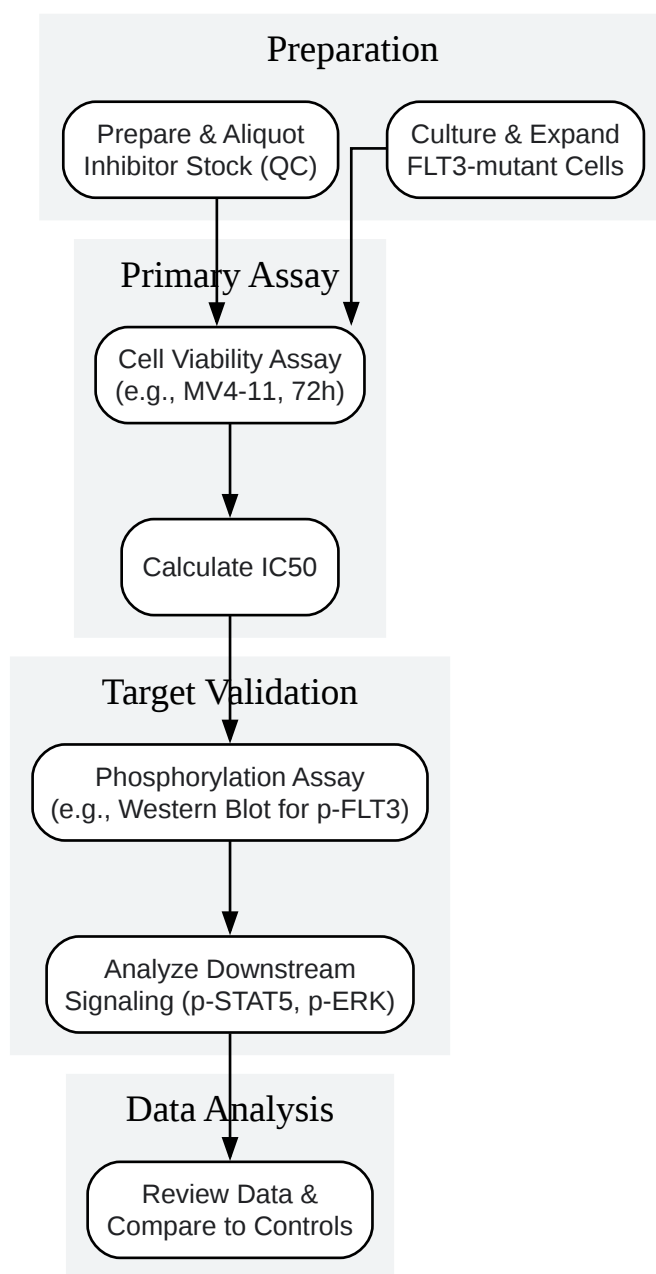 Preparation
Prepare & Aliquot
Inhibitor Stock (QC)
Culture & Expand
FLT3-mutant Cells
Primary Assay
Cell Viability Assay
(e.g., MV4-11, 72h)
Calculate IC50
Target Validation
Phosphorylation Assay
(e.g., Western Blot for p-FLT3)
Analyze Downstream
Signaling (p-STAT5, p-ERK)
Data Analysis
Review Data &
Compare to Controls